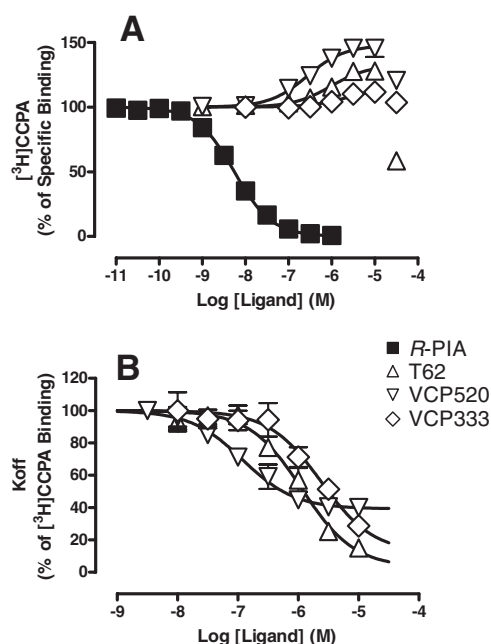 A
150
100
50
0
[³H]CCPA
(% of Specific Binding)
-11 -10 -9 -8 -7 -6 -5 -4
Log [Ligand] (M)
B
120
100
80
60
40
20
0
Koff
(% of [³H]CCPA Binding)
-9 -8 -7 -6 -5 -4
Log [Ligand] (M)
R-PIA
T62
VCP520
VCP333